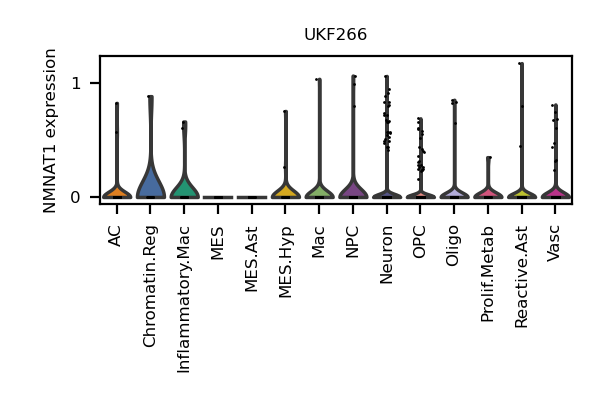 UKF266
NMNAT1 expression
1
0
AC
Chromatin.Reg
Inflammatory.Mac
MES
MES.Ast
MES.Hyp
Mac
NPC
Neuron
OPC
Oligo
Prolif.Metab
Reactive.Ast
Vasc